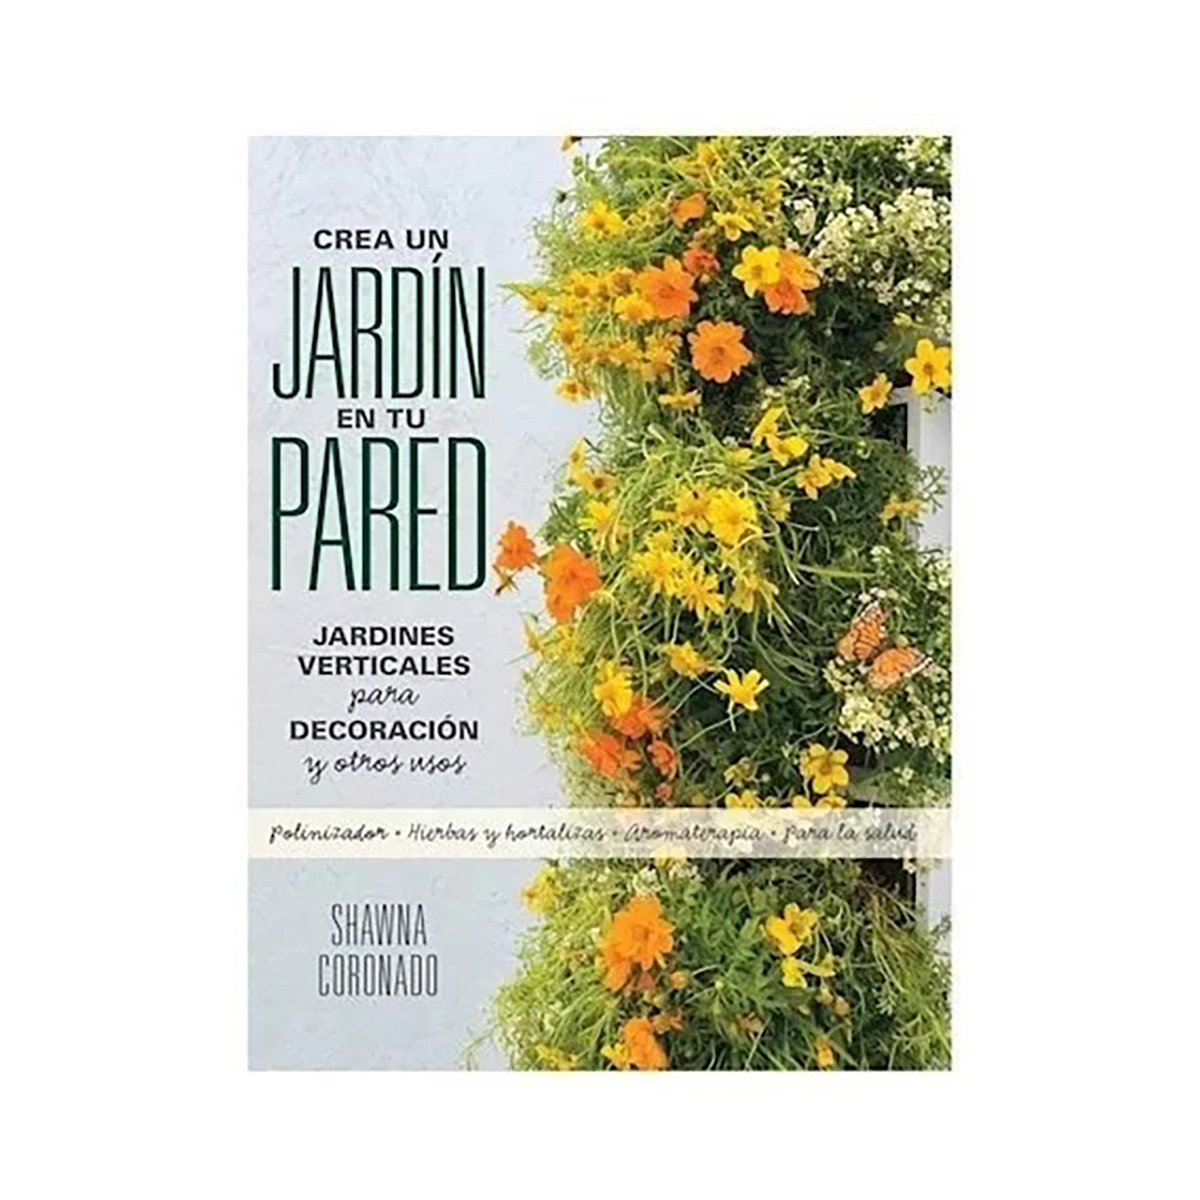 CREA UN
JARDÍN
EN TU
PARED
JARDINES
VERTICALES
para
DECORACIÓN
y otros usos
Polinizador • Hierbas y hortalizas • Aromaterapia • Para la salud
SHAWNA
CORONADO